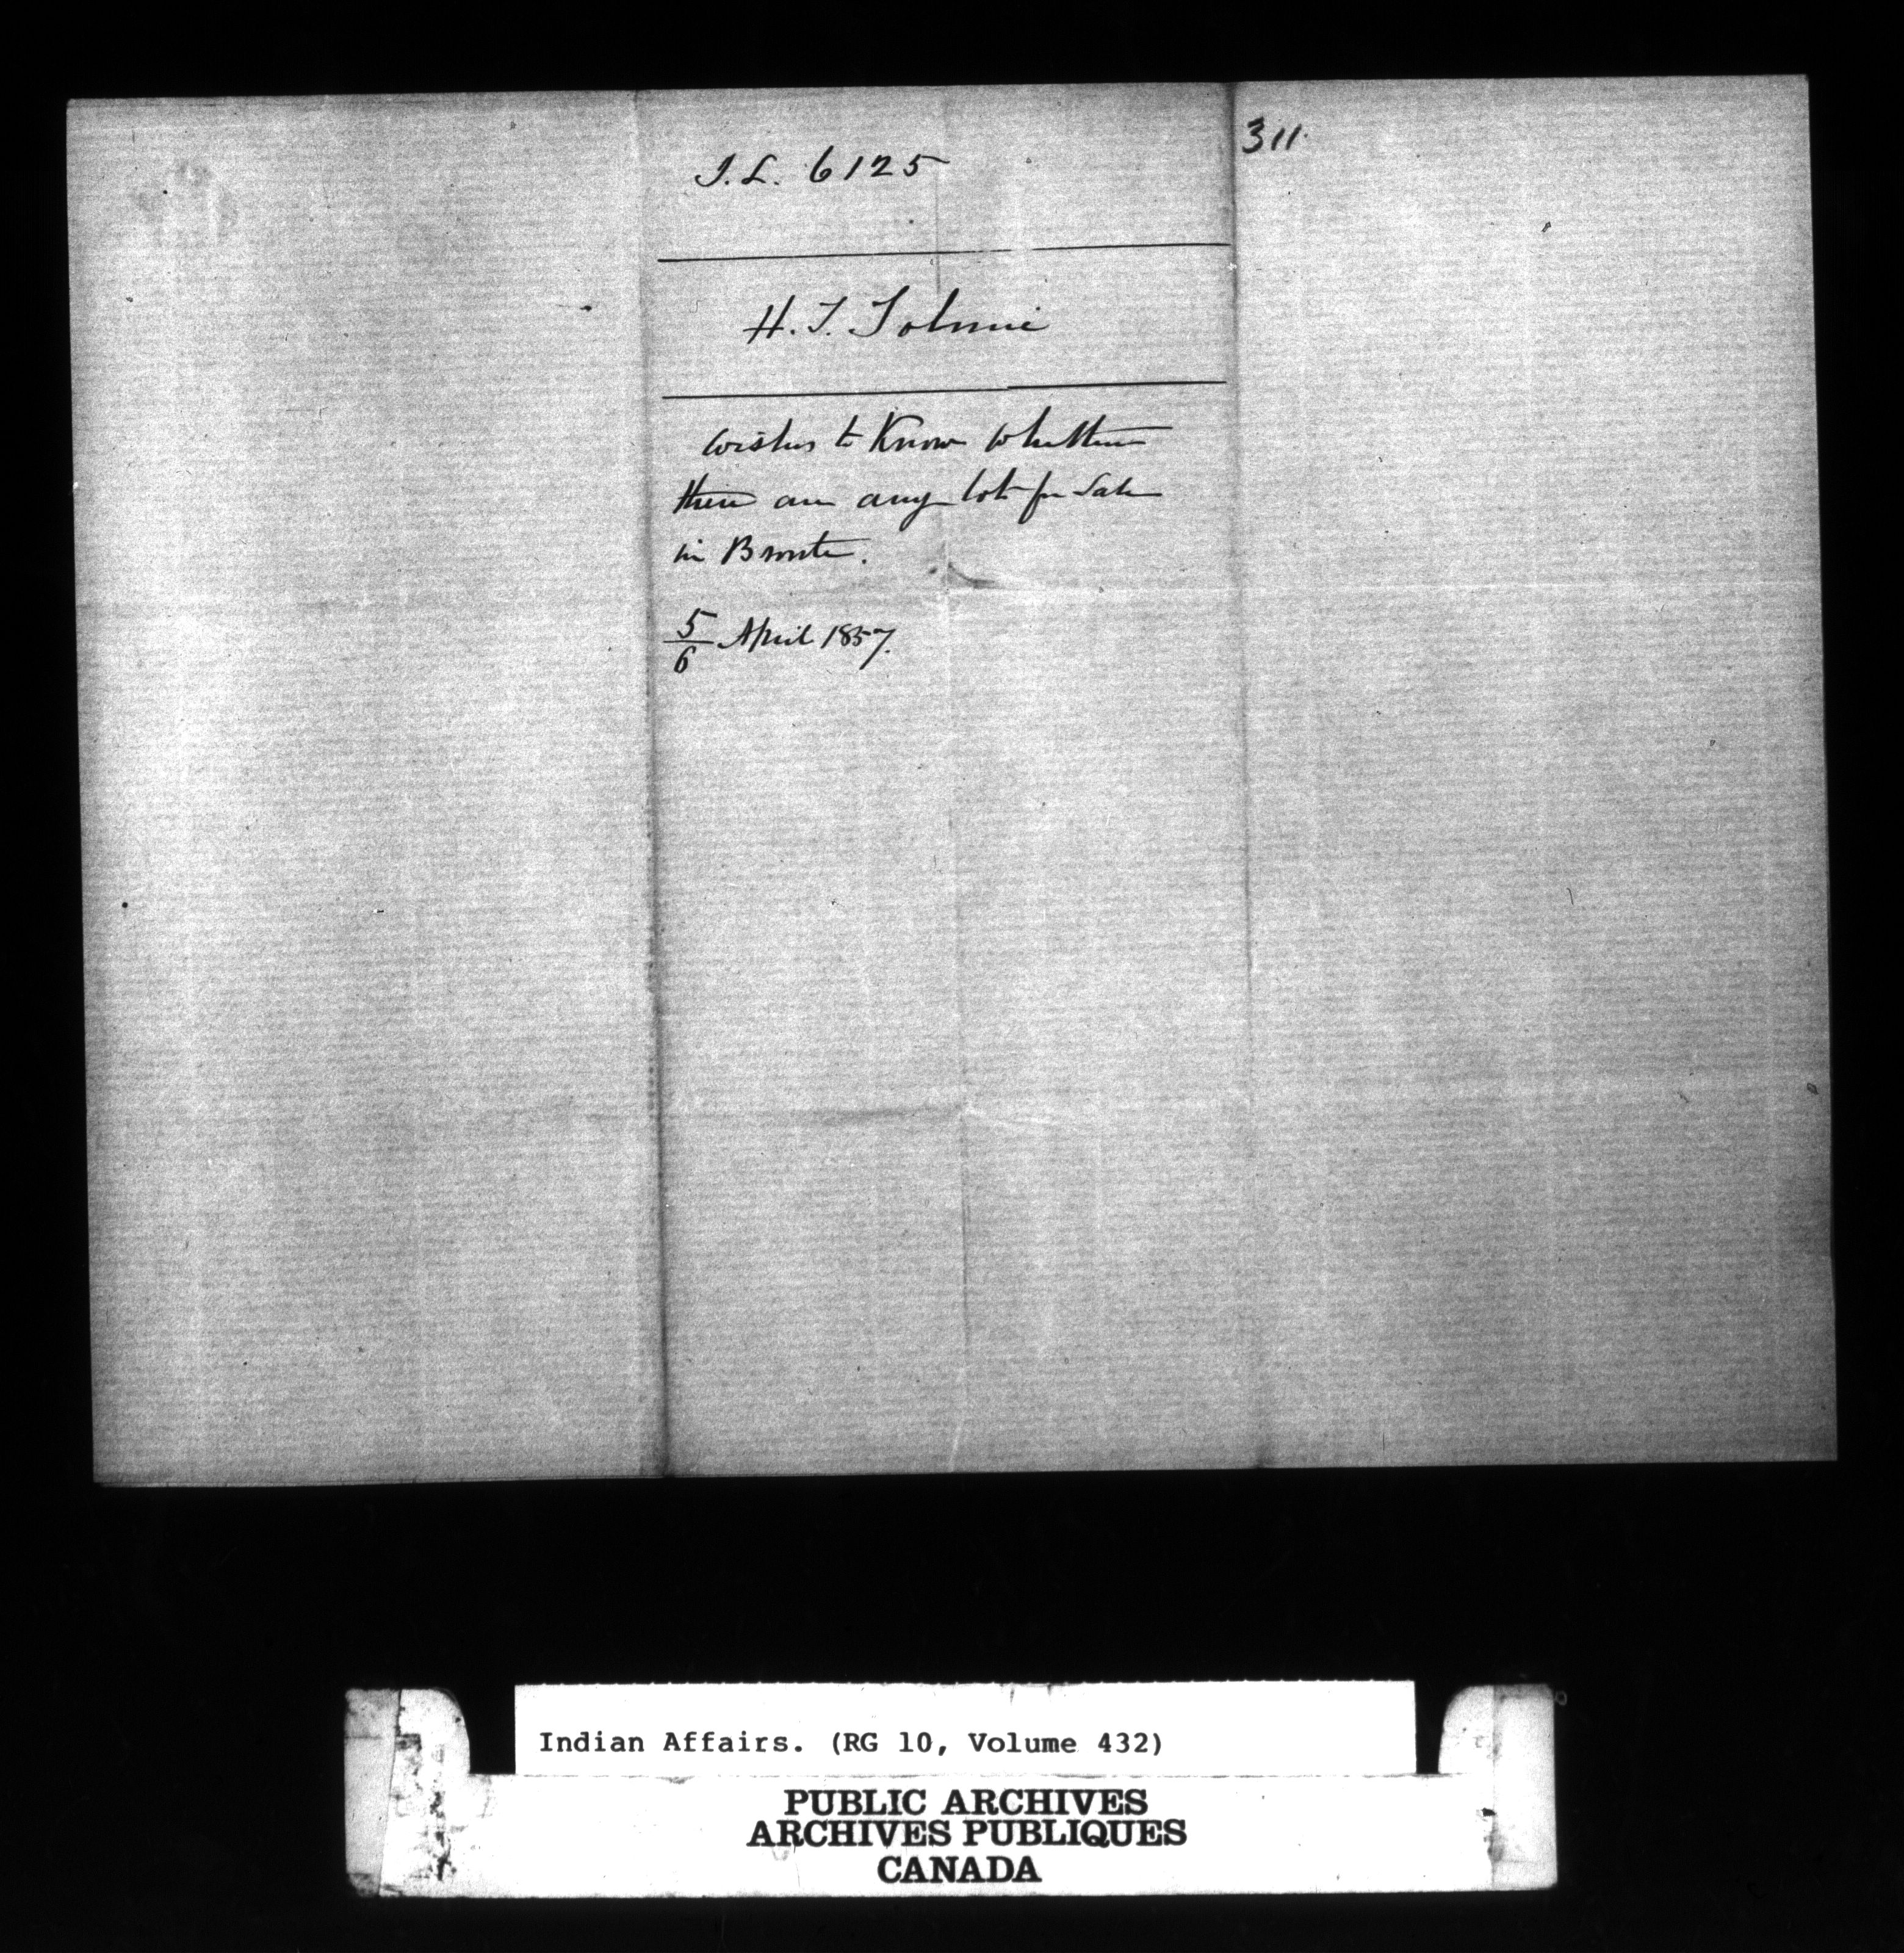 311.
I.L. 6125
H. T. Tolmie
Wishes to Know whether
there are any lots for Sale
in Bronte.
5/6 April 1857.
Indian Affairs. (RG 10, Volume 432)
PUBLIC ARCHIVES
ARCHIVES PUBLIQUES
CANADA